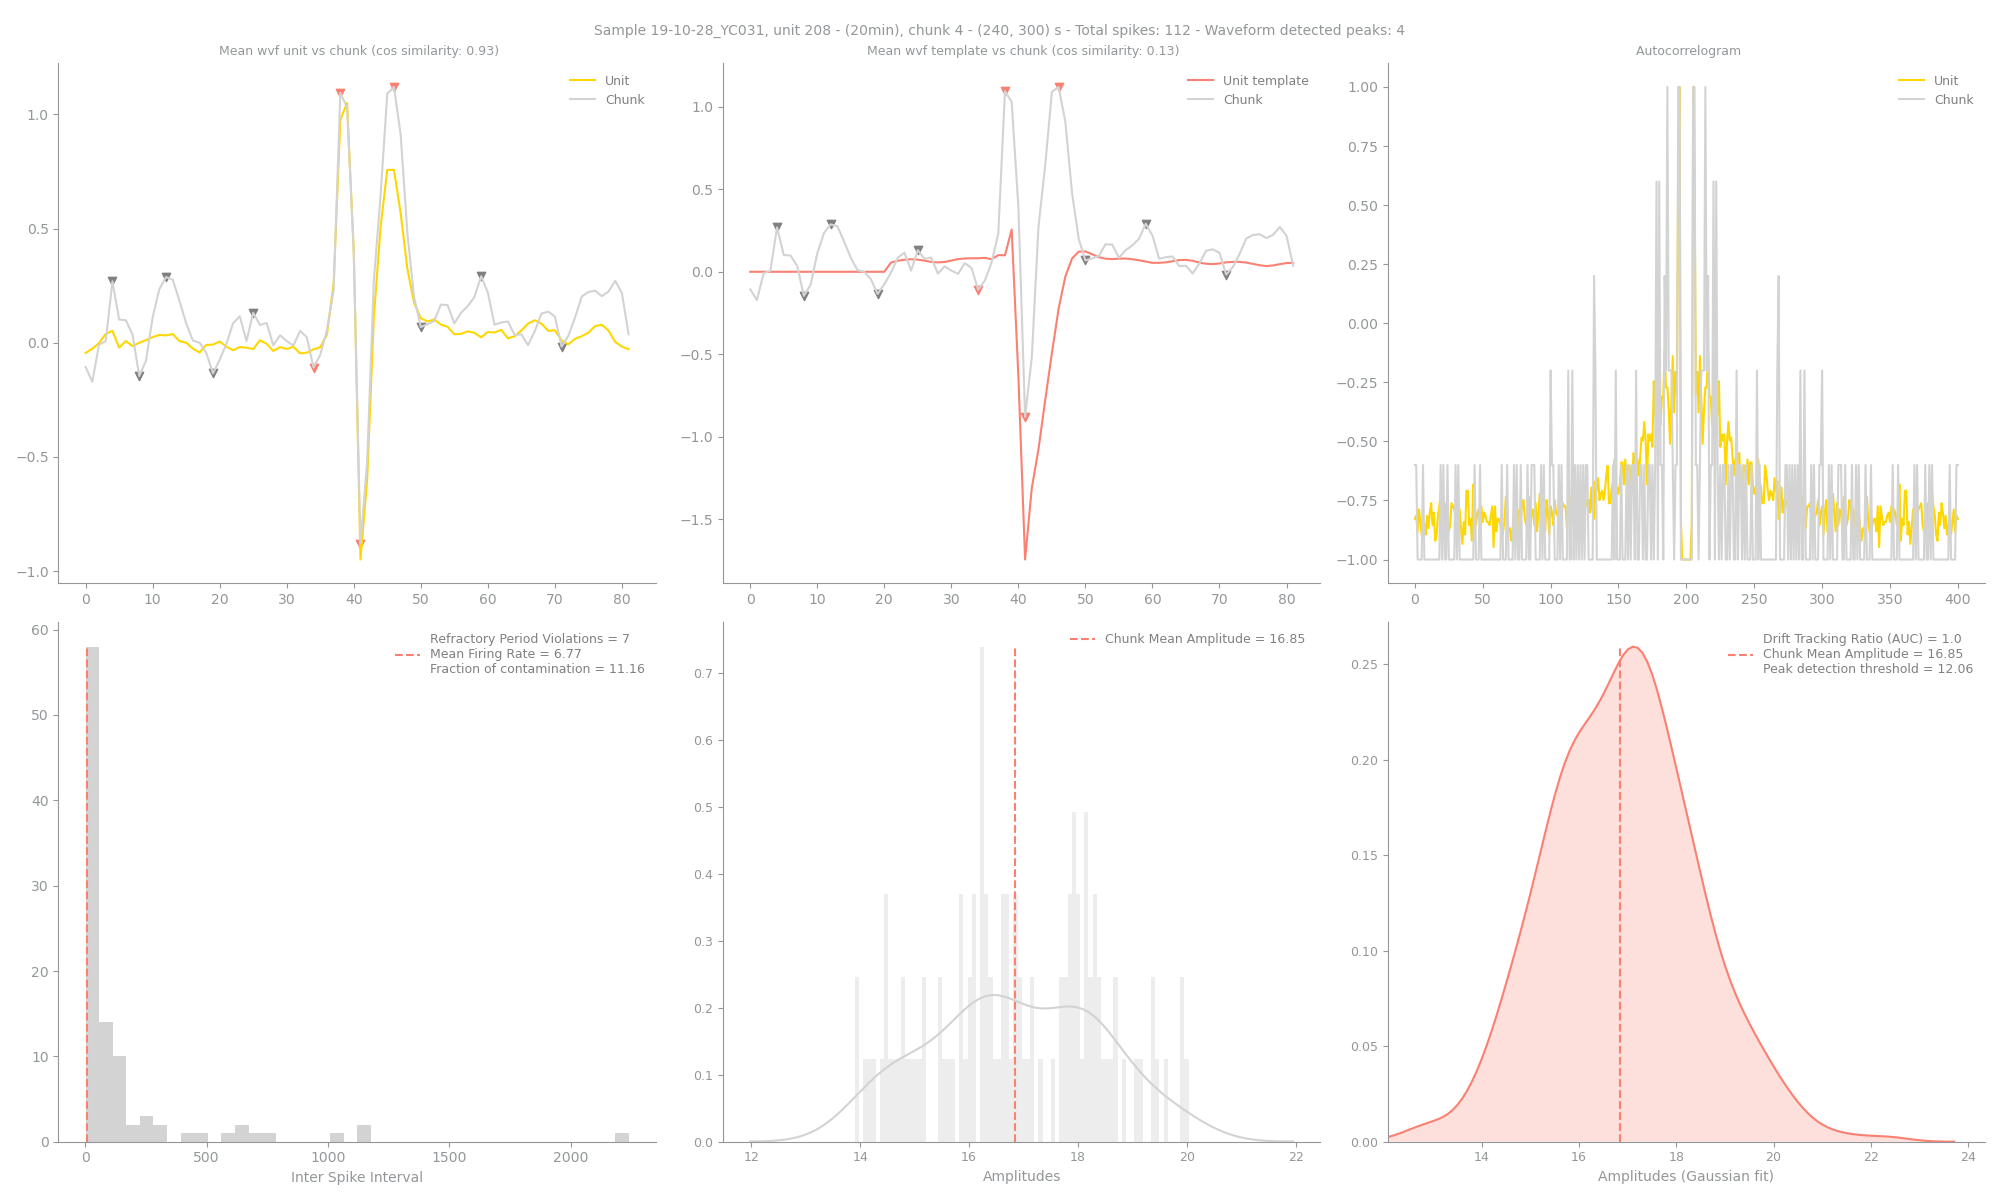 Sample 19-10-28_YC031, unit 208 - (20min), chunk 4 - (240, 300) s - Total spikes: 112 - Waveform detected peaks: 4
Mean wvf unit vs chunk (cos similarity: 0.93)
Unit
Chunk
1.0
0.5
0.0
−0.5
−1.0
0 10 20 30 40 50 60 70 80
Mean wvf template vs chunk (cos similarity: 0.13)
Unit template
Chunk
1.0
0.5
0.0
−0.5
−1.0
−1.5
0 10 20 30 40 50 60 70 80
Autocorrelogram
Unit
Chunk
1.00
0.75
0.50
0.25
0.00
−0.25
−0.50
−0.75
−1.00
0 50 100 150 200 250 300 350 400
Refractory Period Violations = 7
Mean Firing Rate = 6.77
Fraction of contamination = 11.16
60
50
40
30
20
10
0
0 500 1000 1500 2000
Inter Spike Interval
Chunk Mean Amplitude = 16.85
0.7
0.6
0.5
0.4
0.3
0.2
0.1
0.0
12 14 16 18 20 22
Amplitudes
Drift Tracking Ratio (AUC) = 1.0
Chunk Mean Amplitude = 16.85
Peak detection threshold = 12.06
0.25
0.20
0.15
0.10
0.05
0.00
14 16 18 20 22 24
Amplitudes (Gaussian fit)